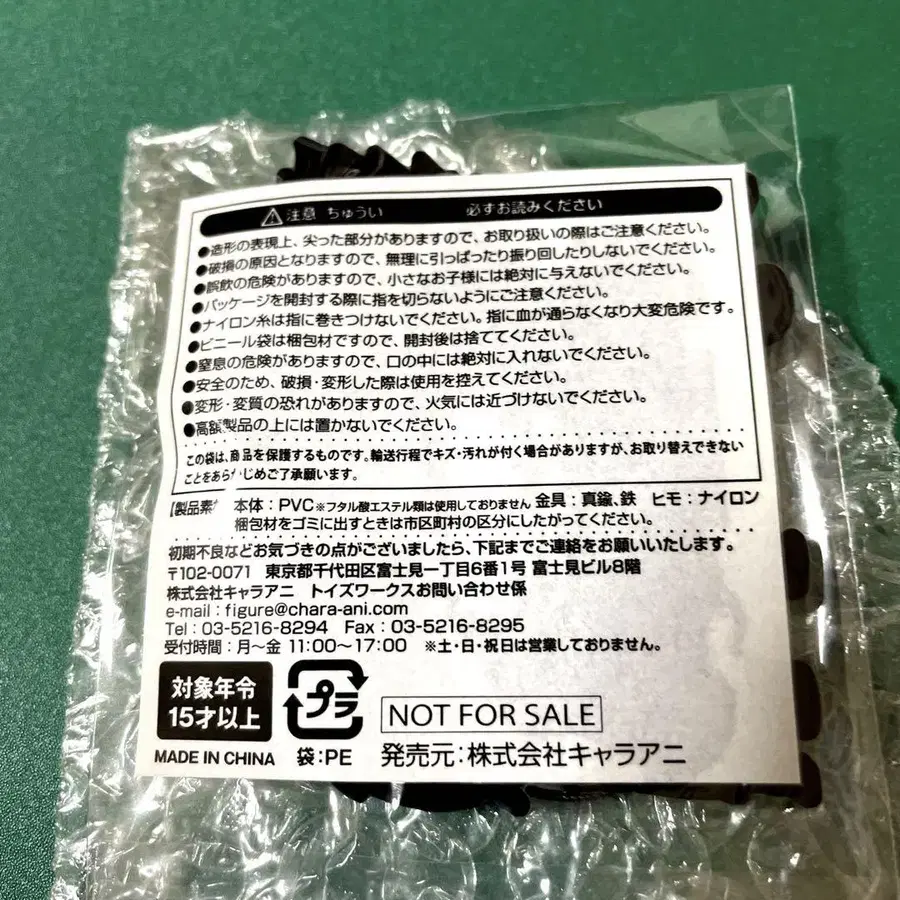 ⚠注意 ちゅうい 必ずお読みください
●造形の表現上、尖った部分がありますので、お取り扱いの際はご注意ください。
●破損の原因となりますので、無理に引っぱったり振り回したりしないでください。
●誤飲の危険がありますので、小さなお子様には絶対に与えないでください。
●パッケージを開封する際に指を切らないようにご注意ください。
●ナイロン糸は指に巻きつけないでください。指に血が通らなくなり大変危険です。
●ビニール袋は梱包材ですので、開封後は捨ててください。
●窒息の危険がありますので、口の中には絶対に入れないでください。
●安全のため、破損・変形した際は使用を控えてください。
●変形・変質の恐れがありますので、火気には近づけないでください。
●高額製品の上には置かないでください。
この袋は、商品を保護するものです。輸送行程でキズ・汚れが付く場合がありますが、お取り替えできない
ことをあらかじめご了承願います。
【製品素 本体：PVC ※フタル酸エステル類は使用しておりません 金具：真鍮、鉄 ヒモ：ナイロン
梱包材をゴミに出すときは市区町村の区分にしたがってください。
初期不良などお気づきの点がございましたら、下記までご連絡をお願いいたします。
〒102-0071 東京都千代田区富士見一丁目6番1号 富士見ビル8階
株式会社キャラアニ トイズワークスお問い合わせ係
e-mail：figure@chara-ani.com
Tel：03-5216-8294 Fax：03-5216-8295
受付時間：月〜金 11:00〜17:00 ※土・日・祝日は営業しておりません。
対象年令
15才以上
プラ
NOT FOR SALE
MADE IN CHINA 袋：PE 発売元：株式会社キャラアニ